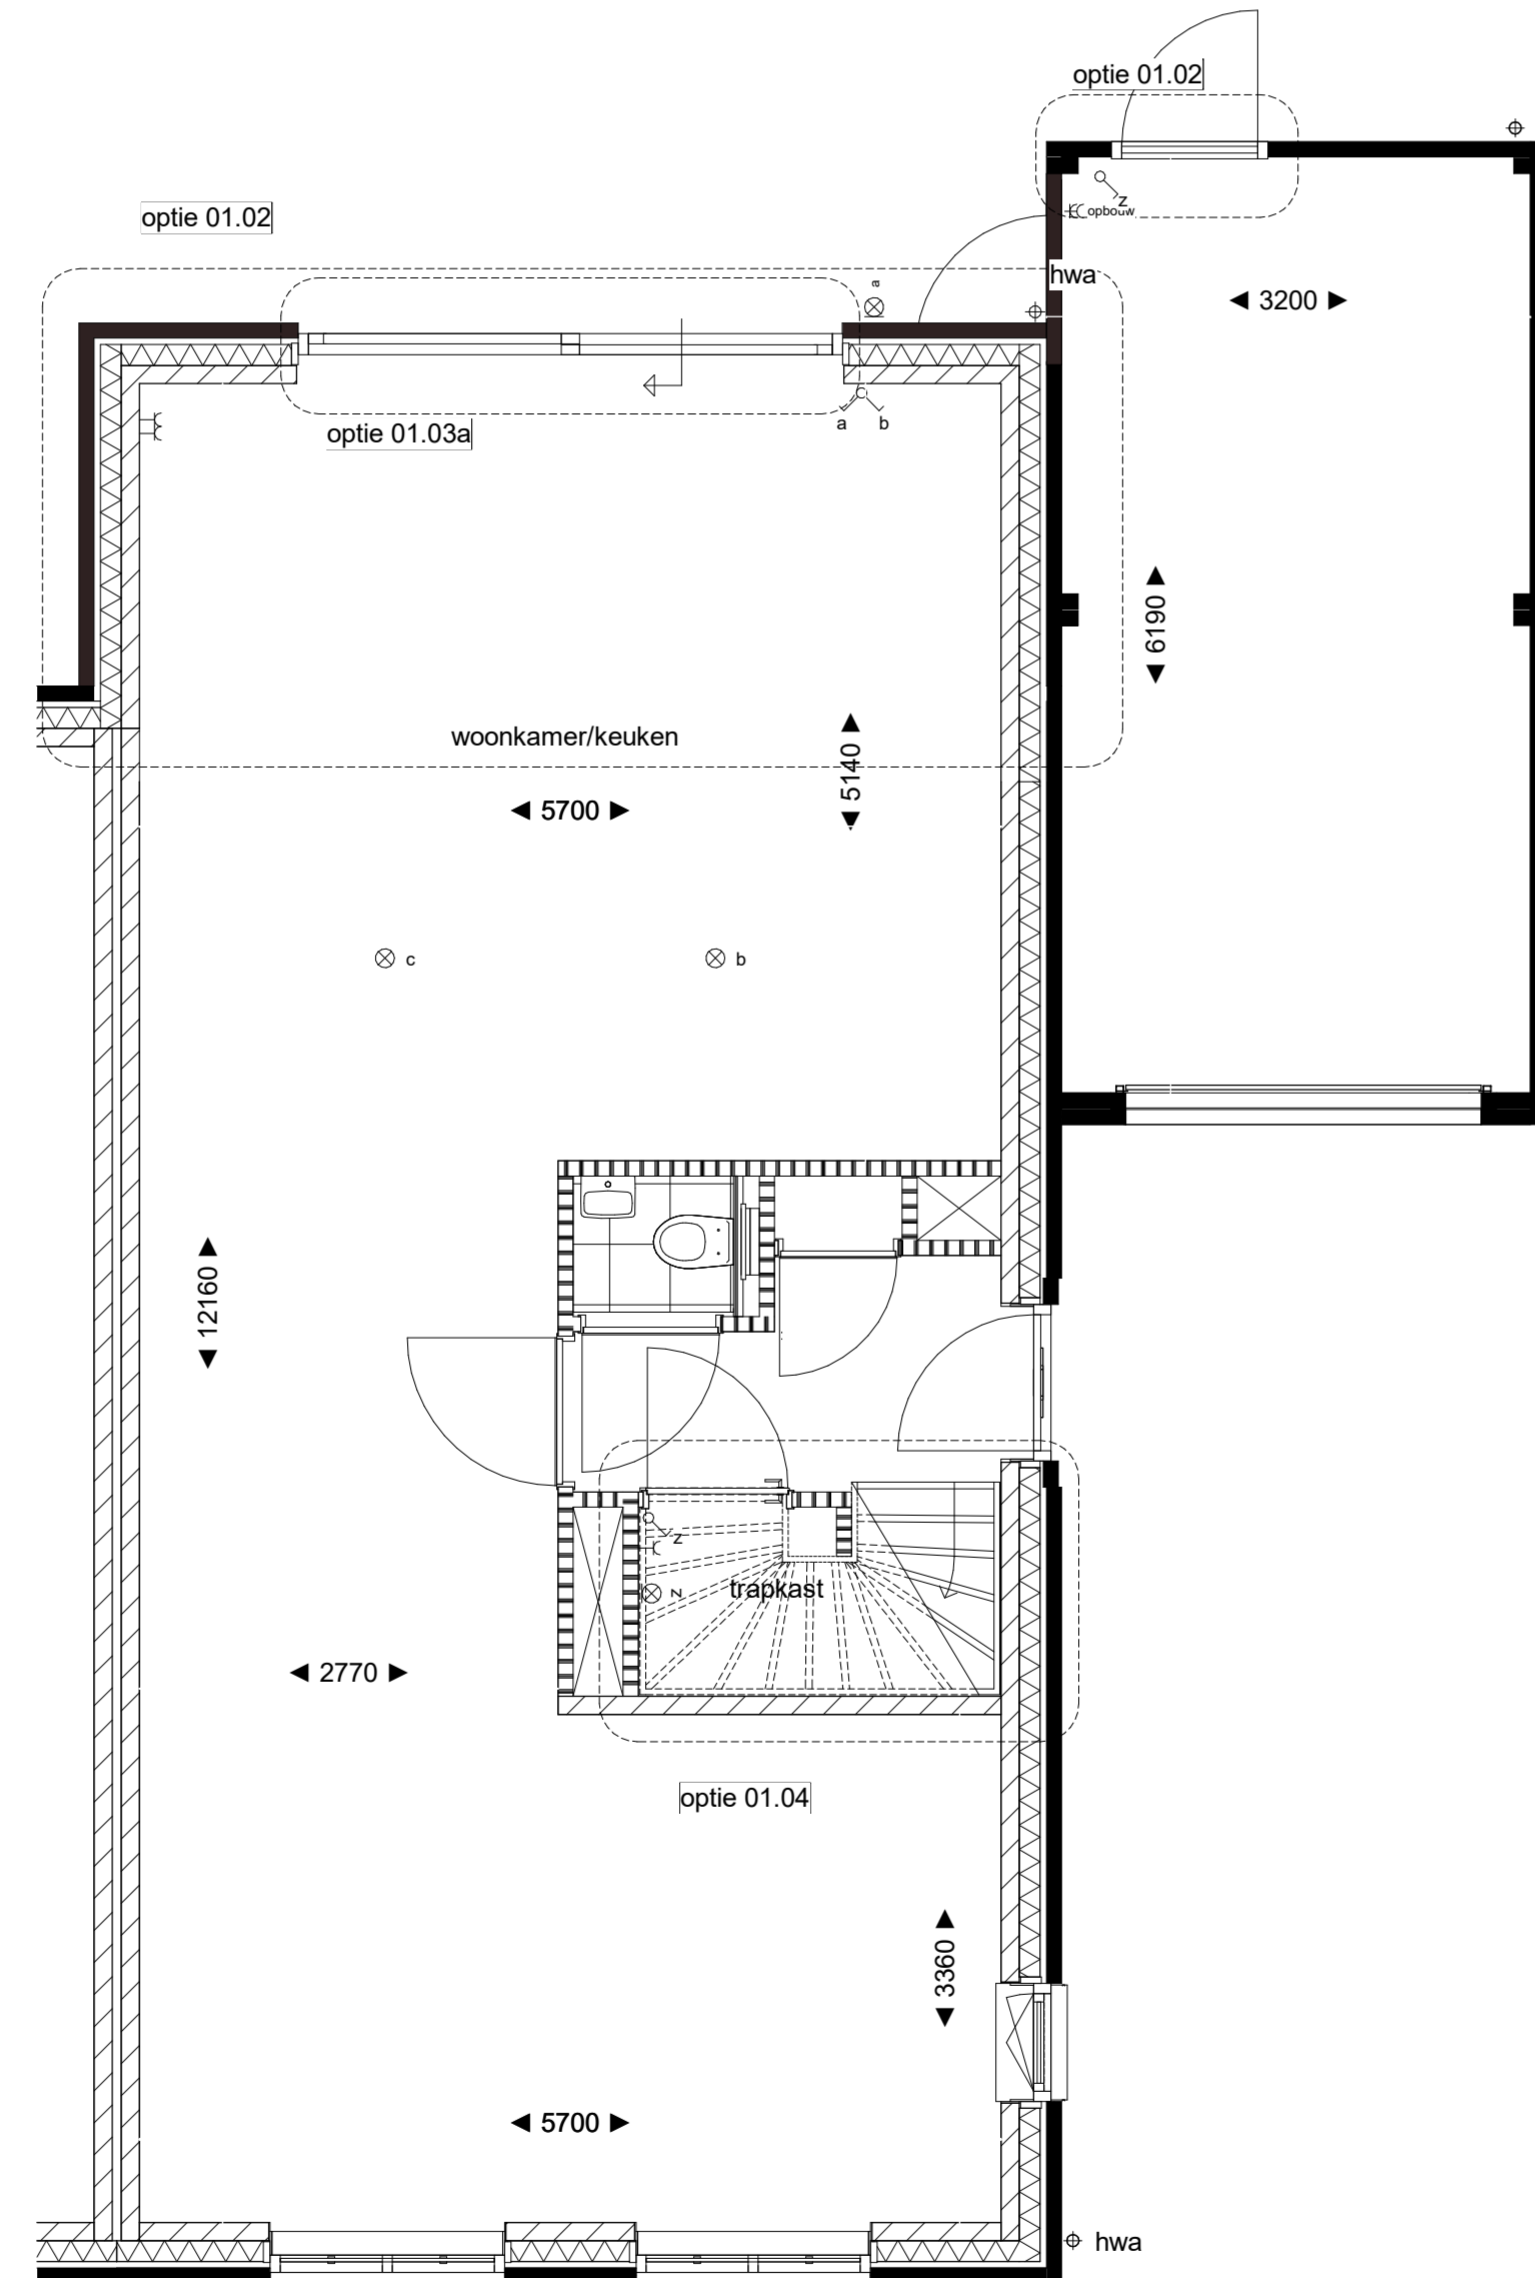 optie 01.02
z
opbouw
optie 01.02
hwa
a
3200
optie 01.03a
a b
6190
woonkamer/keuken
5140
5700
c b
12160
z
z
trapkast
2770
optie 01.04
3360
5700
hwa